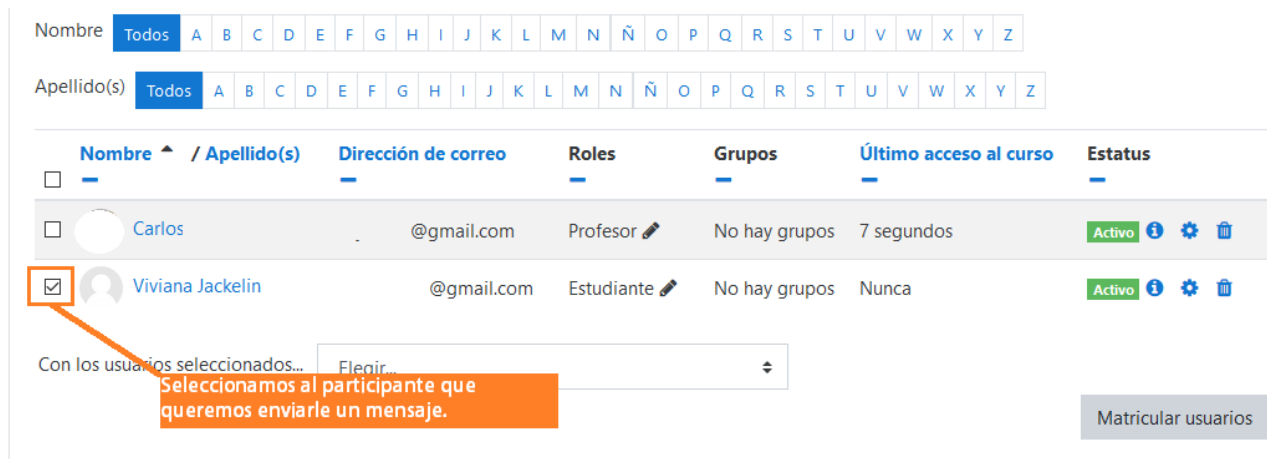 Nombre Todos A B C D E F G H I J K L M N Ñ O P Q R S T U V W X Y Z
Apellido(s) Todos A B C D E F G H I J K L M N Ñ O P Q R S T U V W X Y Z
Nombre / Apellido(s) Dirección de correo Roles Grupos Último acceso al curso Estatus
Carlos @gmail.com Profesor No hay grupos 7 segundos Activo
Viviana Jackelin @gmail.com Estudiante No hay grupos Nunca Activo
Con los usuarios seleccionados... Elegir...
Seleccionamos al participante que
queremos enviarle un mensaje.
Matricular usuarios